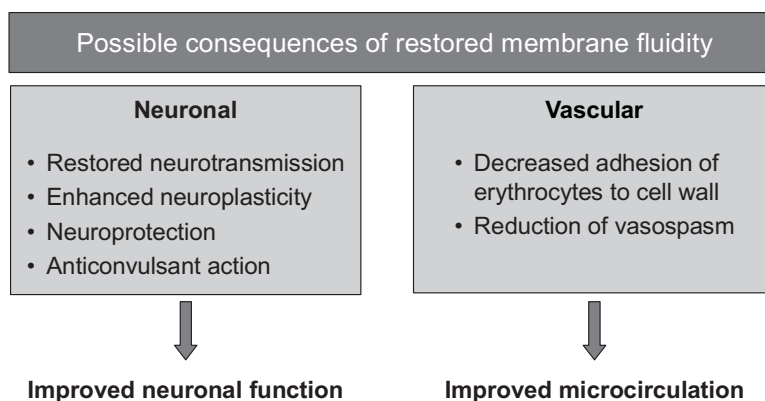 Possible consequences of restored membrane fluidity
Neuronal
• Restored neurotransmission
• Enhanced neuroplasticity
• Neuroprotection
• Anticonvulsant action
Vascular
• Decreased adhesion of
erythrocytes to cell wall
• Reduction of vasospasm
Improved neuronal function
Improved microcirculation